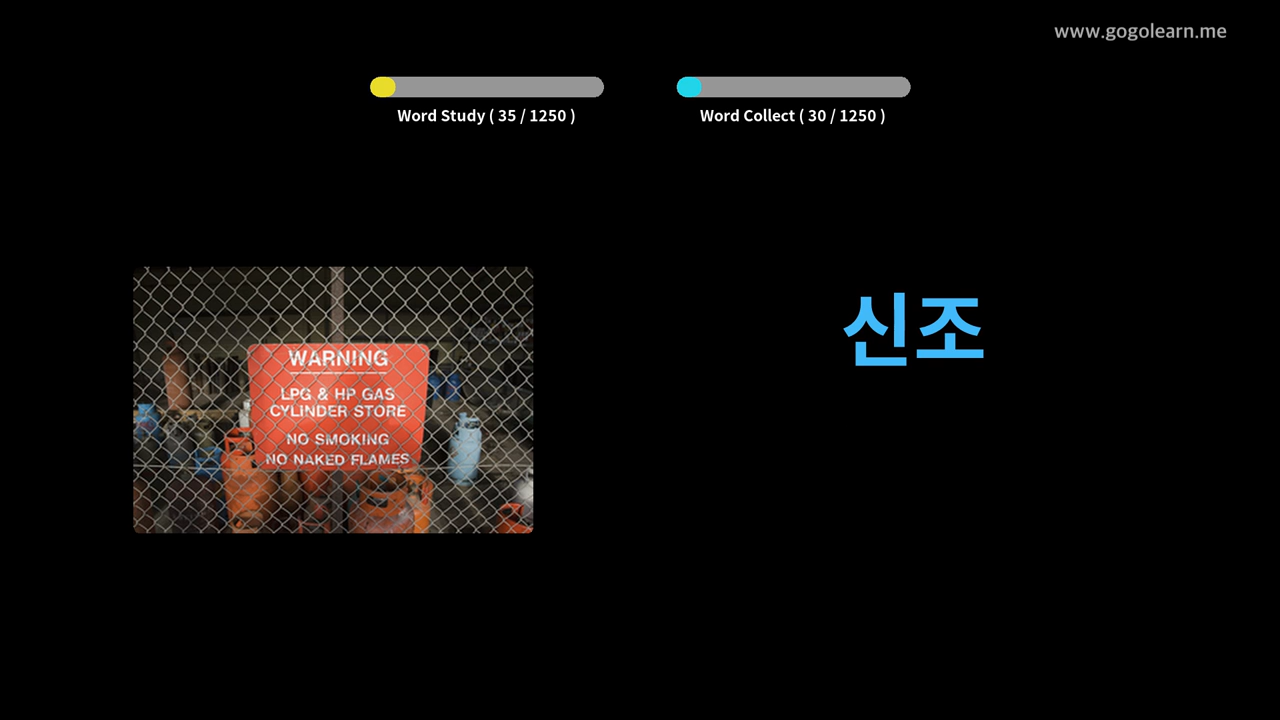 www.gogolearn.me
Word Study ( 35 / 1250 )
Word Collect ( 30 / 1250 )
신조
WARNING
LPG & HP GAS
CYLINDER STORE
NO SMOKING
NO NAKED FLAMES